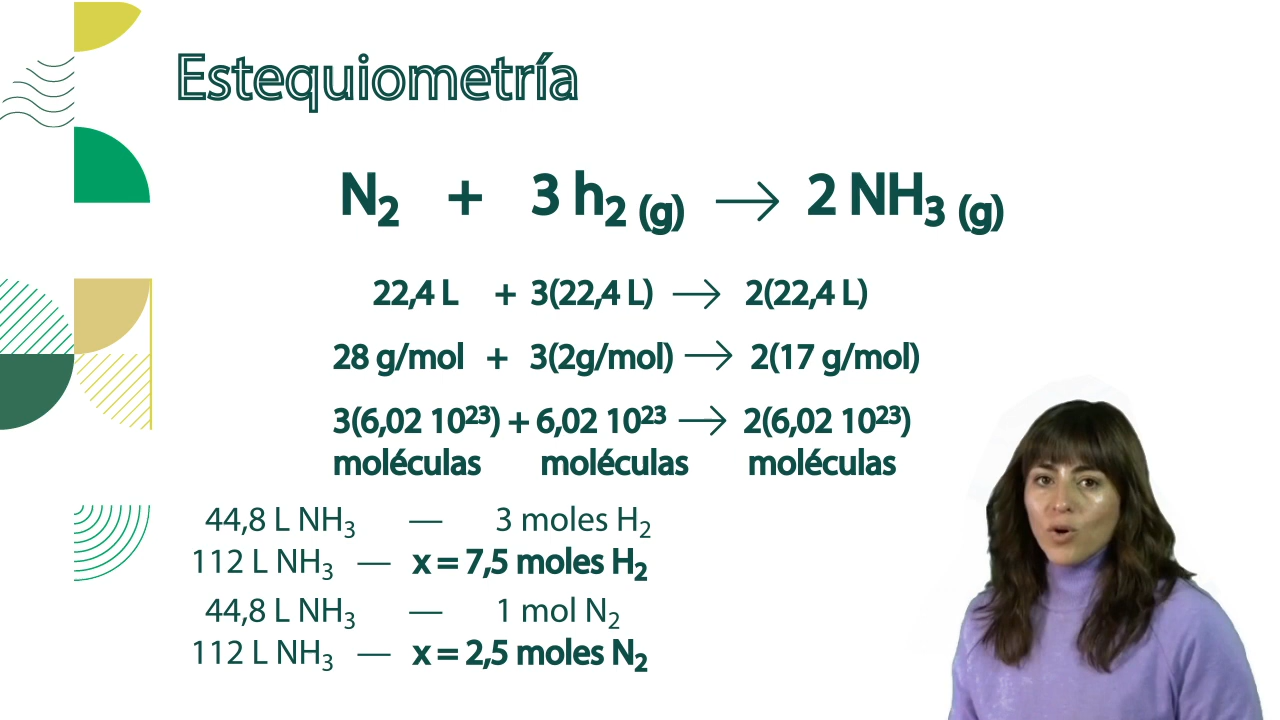 Estequiometría
N₂ + 3 h₂ (g) → 2 NH₃ (g)
22,4 L + 3(22,4 L) → 2(22,4 L)
28 g/mol + 3(2g/mol) → 2(17 g/mol)
3(6,02 10²³) + 6,02 10²³ → 2(6,02 10²³)
moléculas moléculas moléculas
44,8 L NH₃ — 3 moles H₂
112 L NH₃ — x = 7,5 moles H₂
44,8 L NH₃ — 1 mol N₂
112 L NH₃ — x = 2,5 moles N₂